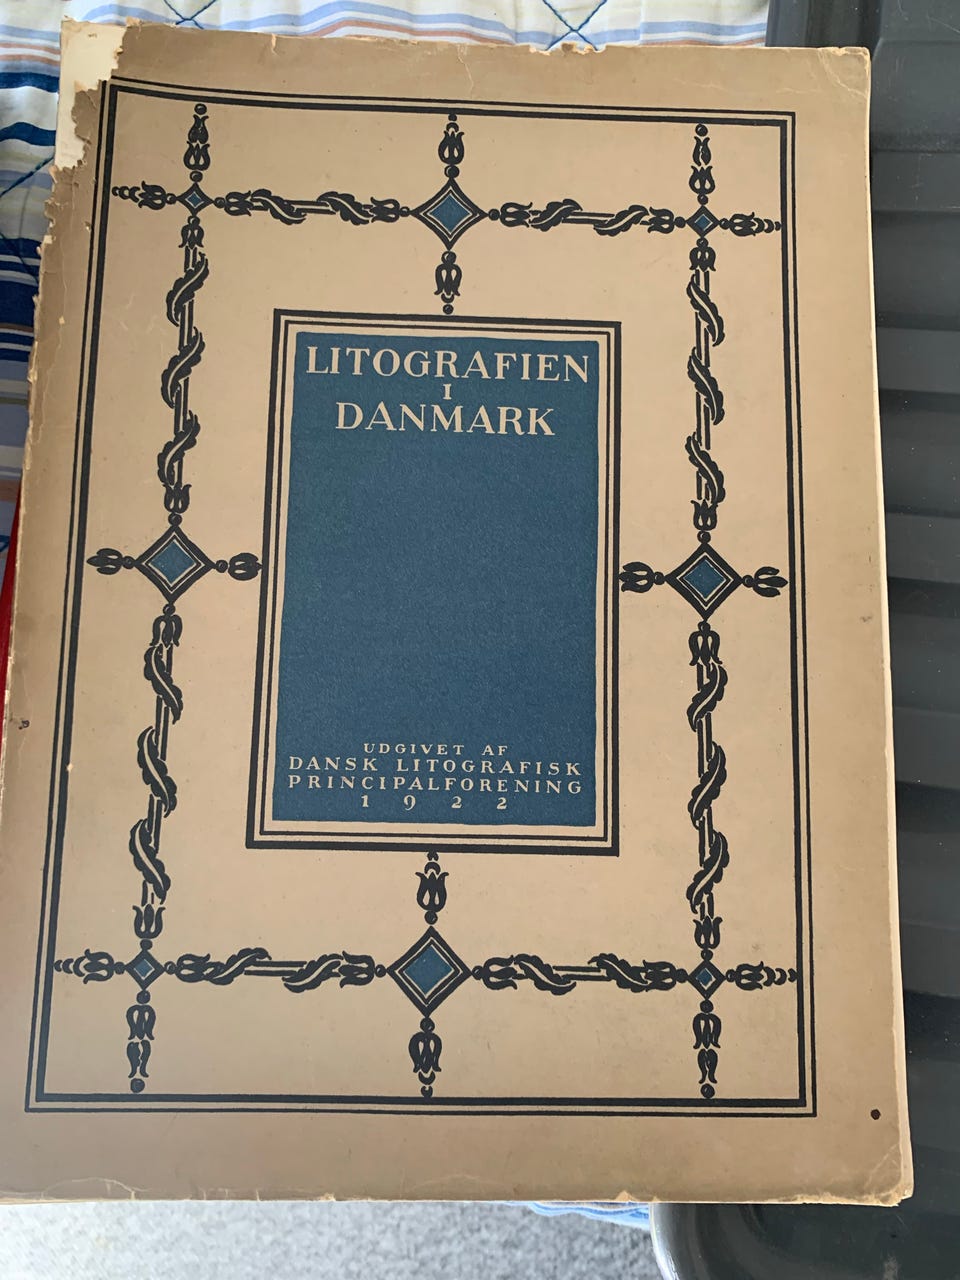 LITOGRAFIEN
I
DANMARK
UDGIVET AF
DANSK LITOGRAFISK
PRINCIPALFORENING
1922